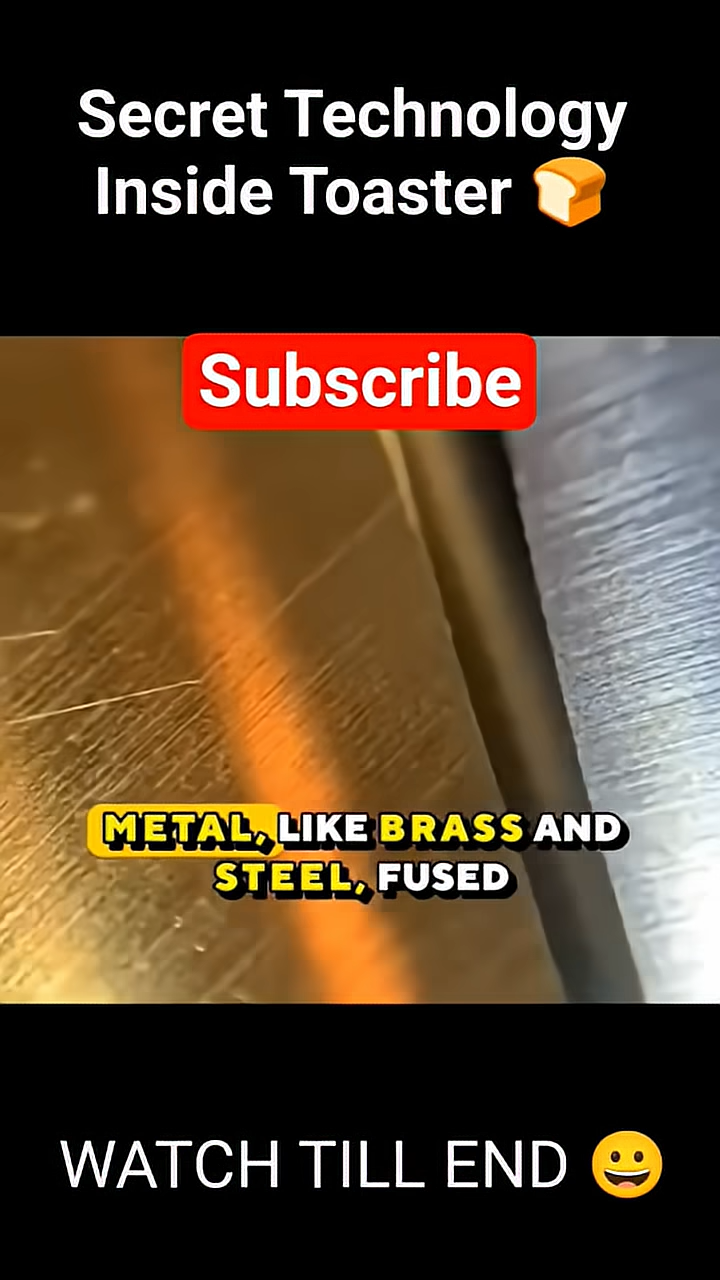 Secret Technology
Inside Toaster 🍞
Subscribe
METAL, LIKE BRASS AND
STEEL, FUSED
WATCH TILL END 😀